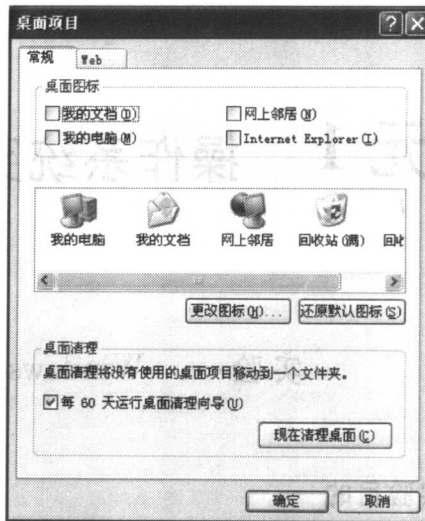 桌面项目
常规 Web
桌面图标
我的文档(D) 网上邻居(N)
我的电脑(M) Internet Explorer(I)
我的电脑 我的文档 网上邻居 回收站(满) 回收
更改图标(H)... 还原默认图标(S)
桌面清理
桌面清理将没有使用的桌面项目移动到一个文件夹。
每 60 天运行桌面清理向导(U)
现在清理桌面(C)
确定 取消